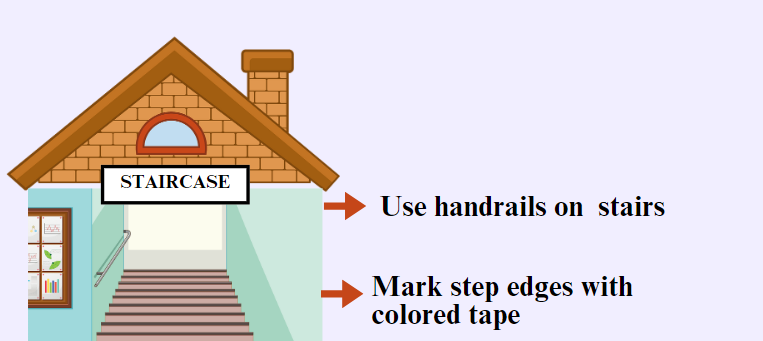 STAIRCASE
Use handrails on stairs
Mark step edges with
colored tape